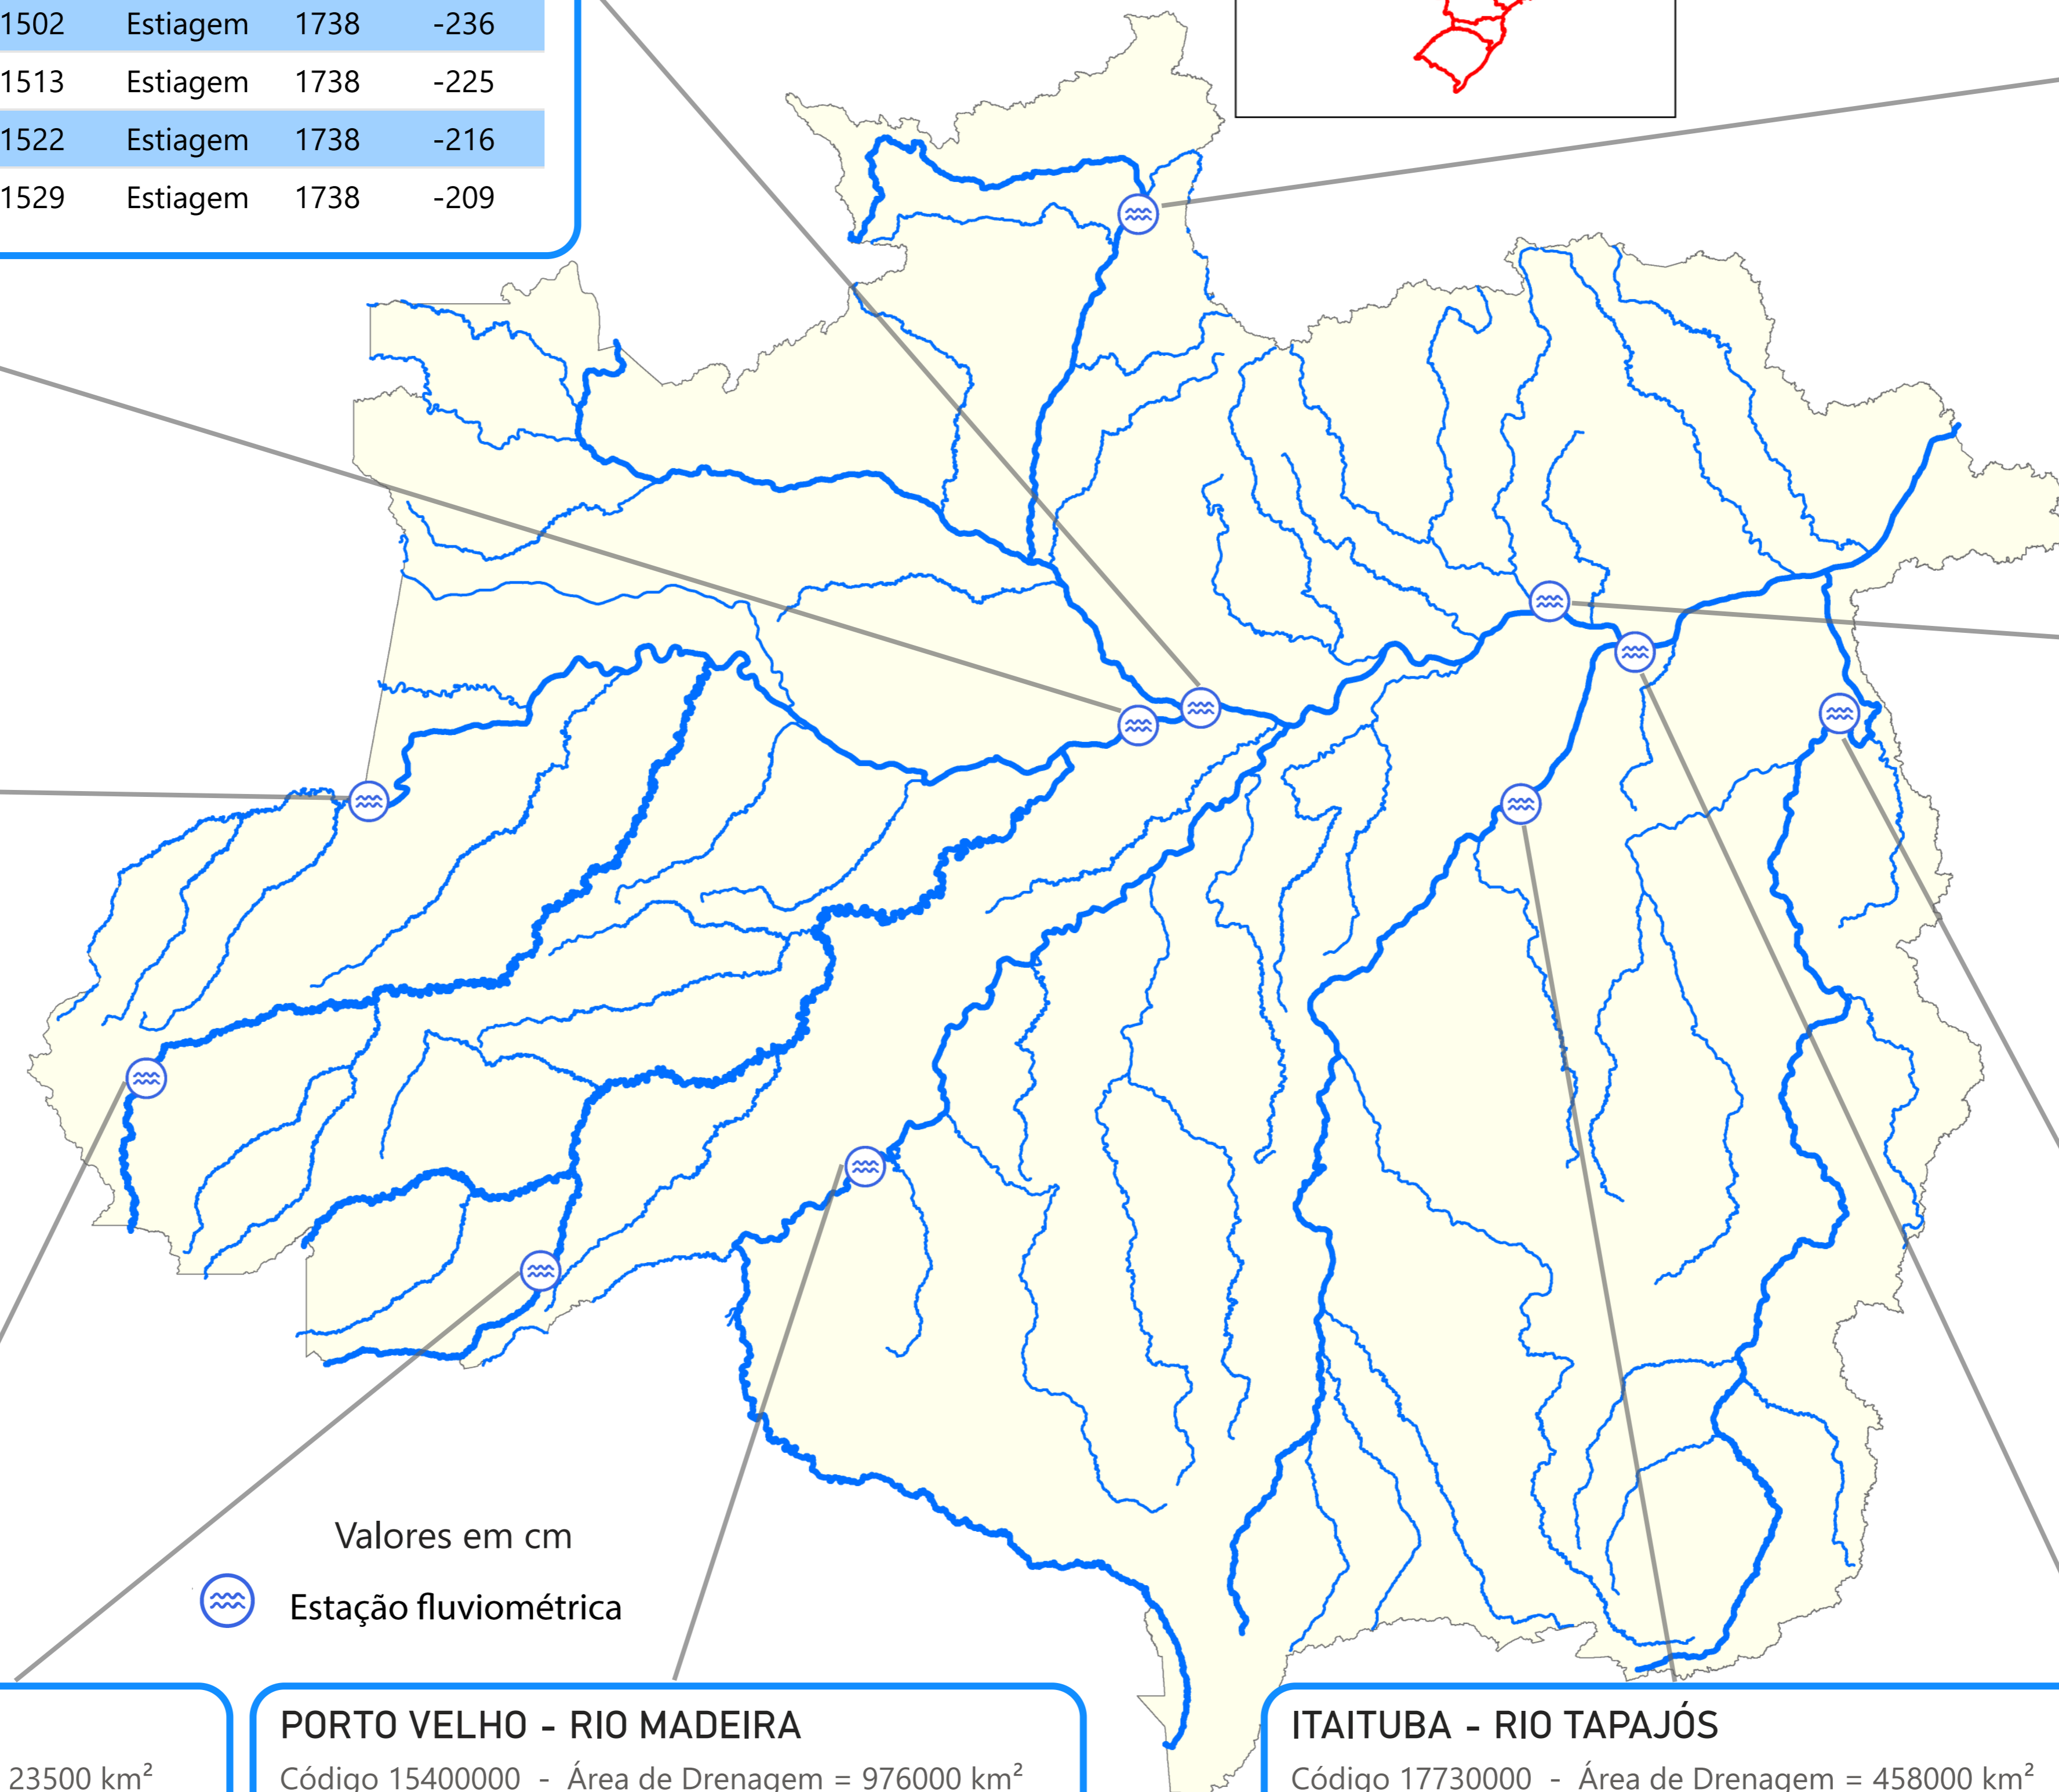 1502 Estiagem 1738 -236
1513 Estiagem 1738 -225
1522 Estiagem 1738 -216
1529 Estiagem 1738 -209
Valores em cm
Estação fluviométrica
23500 km²
PORTO VELHO - RIO MADEIRA
Código 15400000 - Área de Drenagem = 976000 km²
ITAITUBA - RIO TAPAJÓS
Código 17730000 - Área de Drenagem = 458000 km²